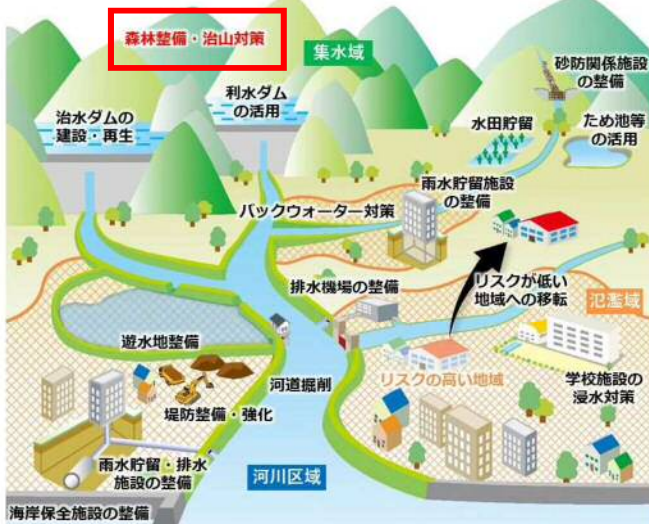 森林整備・治山対策
集水域
砂防関係施設
の整備
治水ダムの
建設・再生
利水ダム
の活用
水田貯留
ため池等
の活用
雨水貯留施設
の整備
バックウォーター対策
排水機場の整備
リスクが低い
地域への移転
氾濫域
遊水地整備
河道掘削
リスクの高い地域
学校施設の
浸水対策
堤防整備・強化
雨水貯留・排水
施設の整備
河川区域
海岸保全施設の整備